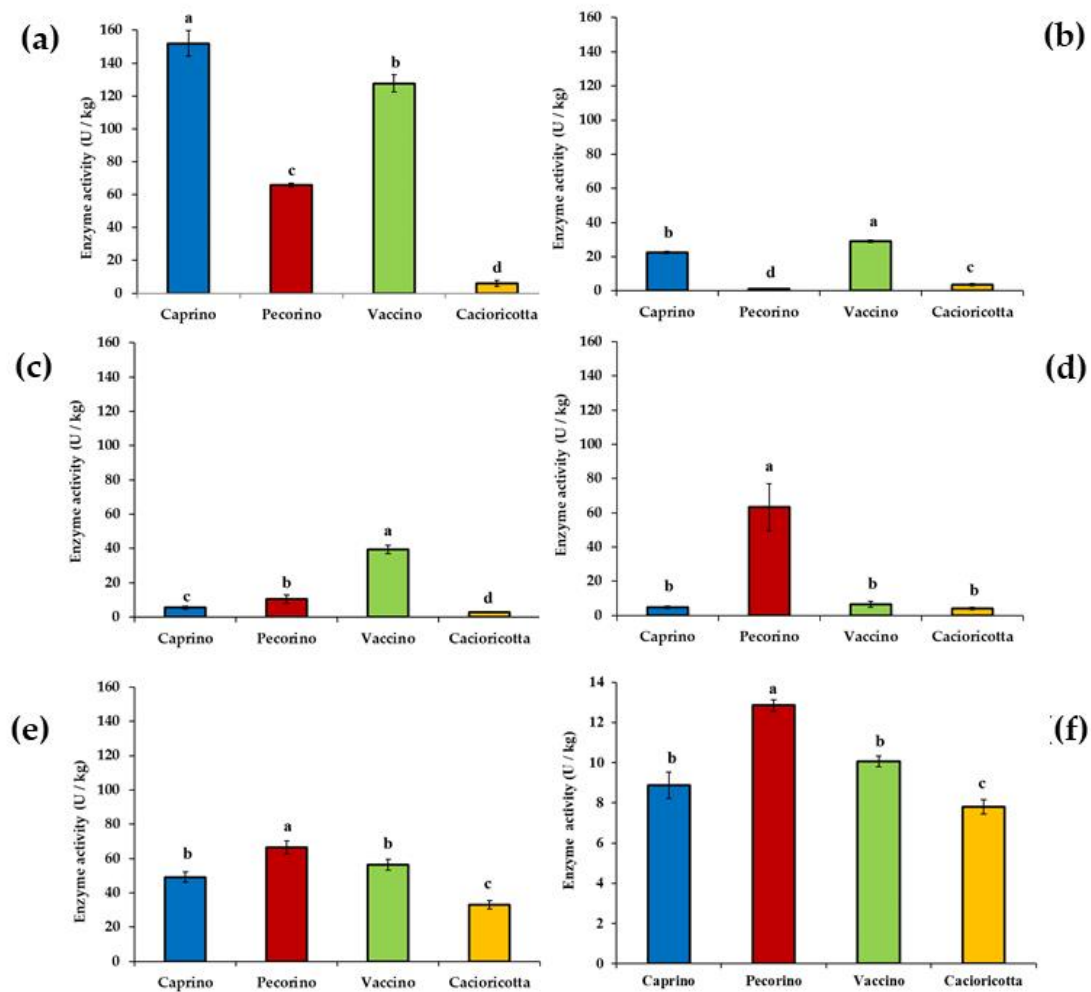 (a)
Enzyme activity (U / kg)
160
140
120
100
80
60
40
20
0
a
c
b
d
Caprino Pecorino Vaccino Cacioricotta
(b)
Enzyme activity (U / kg)
160
140
120
100
80
60
40
20
0
b
d
a
c
Caprino Pecorino Vaccino Cacioricotta
(c)
Enzyme activity (U / kg)
160
140
120
100
80
60
40
20
0
c
b
a
d
Caprino Pecorino Vaccino Cacioricotta
(d)
Enzyme activity (U / kg)
160
140
120
100
80
60
40
20
0
b
a
b
b
Caprino Pecorino Vaccino Cacioricotta
(e)
Enzyme activity (U / kg)
160
140
120
100
80
60
40
20
0
b
a
b
c
Caprino Pecorino Vaccino Cacioricotta
(f)
Enzyme activity (U / kg)
14
12
10
8
6
4
2
0
b
a
b
c
Caprino Pecorino Vaccino Cacioricotta